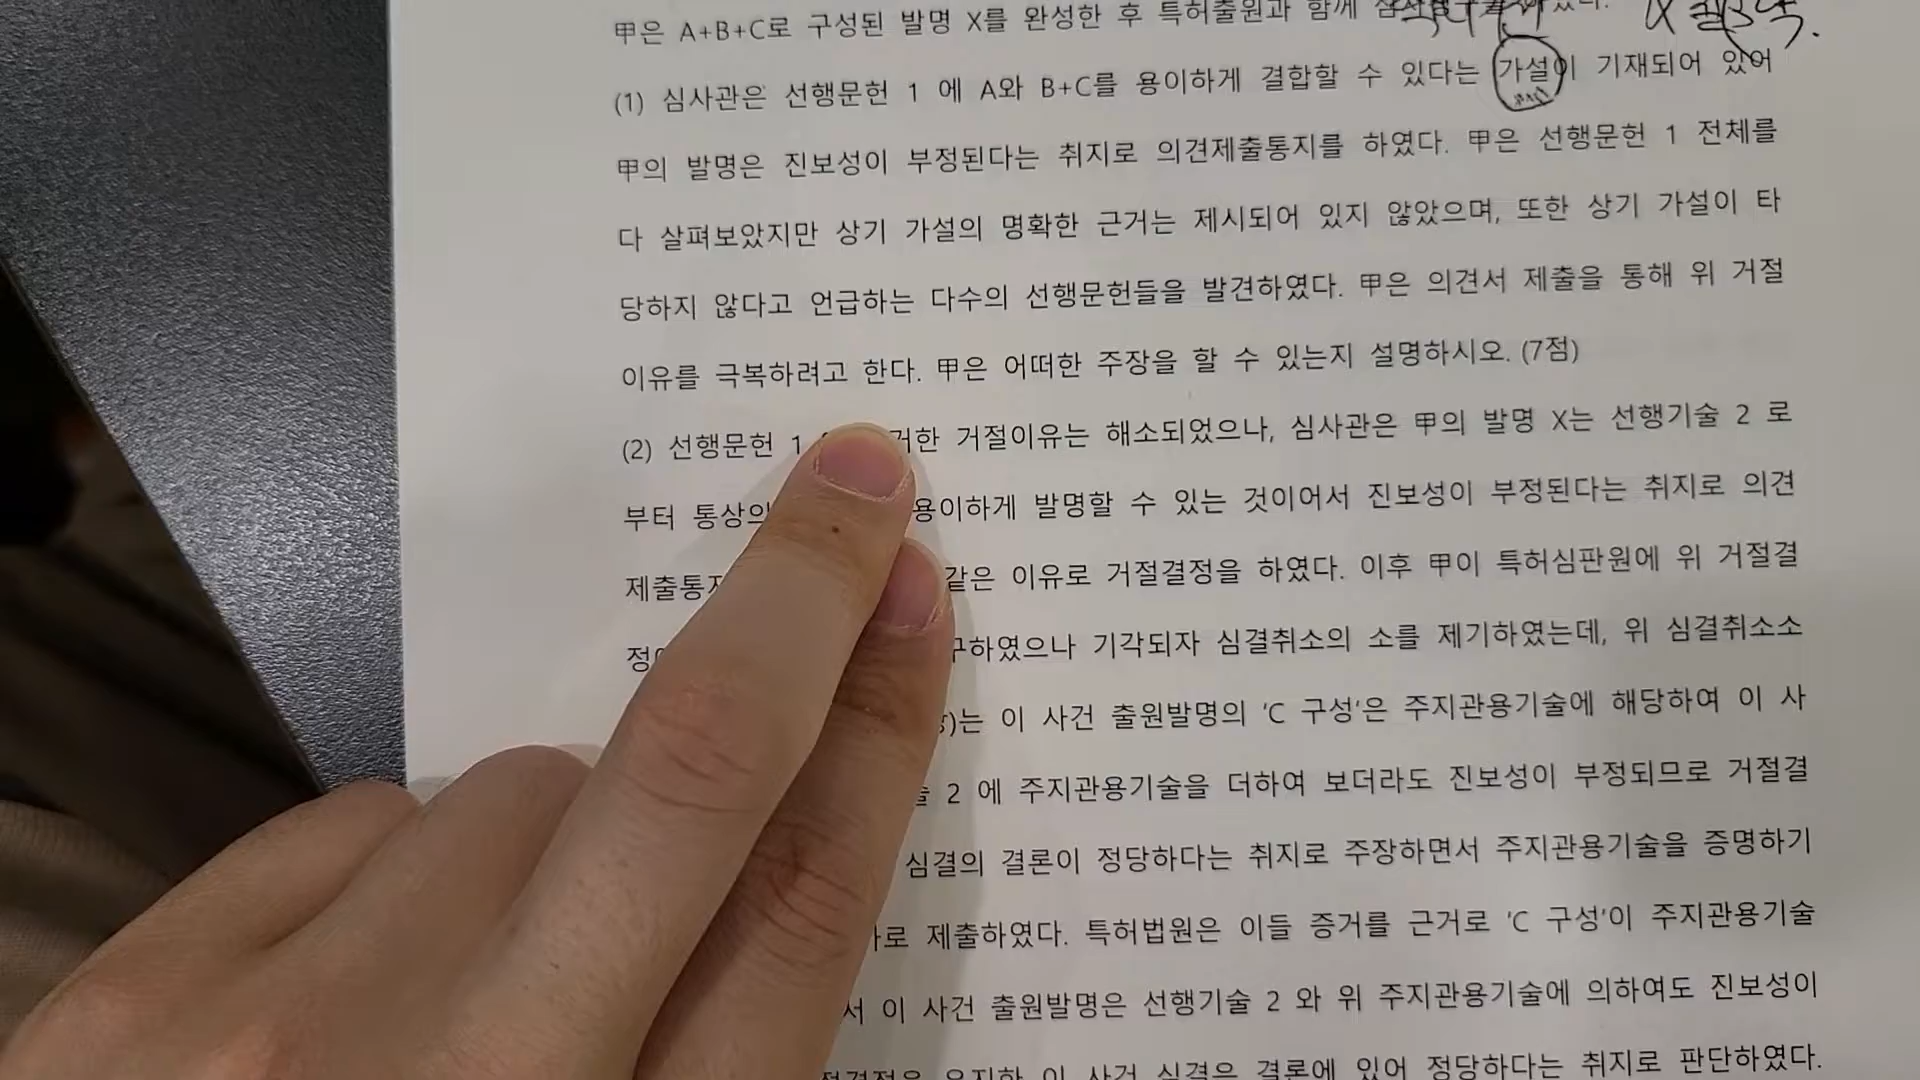 甲은 A+B+C로 구성된 발명 X를 완성한 후 특허출원과 함께
(1) 심사관은 선행문헌 1 에 A와 B+C를 용이하게 결합할 수 있다는 가설이 기재되어 있어
甲의 발명은 진보성이 부정된다는 취지로 의견제출통지를 하였다. 甲은 선행문헌 1 전체를
다 살펴보았지만 상기 가설의 명확한 근거는 제시되어 있지 않았으며, 또한 상기 가설이 타
당하지 않다고 언급하는 다수의 선행문헌들을 발견하였다. 甲은 의견서 제출을 통해 위 거절
이유를 극복하려고 한다. 甲은 어떠한 주장을 할 수 있는지 설명하시오. (7점)
(2) 선행문헌 1 거한 거절이유는 해소되었으나, 심사관은 甲의 발명 X는 선행기술 2 로
부터 통상의 용이하게 발명할 수 있는 것이어서 진보성이 부정된다는 취지로 의견
제출통지 같은 이유로 거절결정을 하였다. 이후 甲이 특허심판원에 위 거절결
정 구하였으나 기각되자 심결취소의 소를 제기하였는데, 위 심결취소소
는 이 사건 출원발명의 'C 구성'은 주지관용기술에 해당하여 이 사
술 2 에 주지관용기술을 더하여 보더라도 진보성이 부정되므로 거절결
심결의 결론이 정당하다는 취지로 주장하면서 주지관용기술을 증명하기
로 제출하였다. 특허법원은 이들 증거를 근거로 'C 구성'이 주지관용기술
서 이 사건 출원발명은 선행기술 2 와 위 주지관용기술에 의하여도 진보성이
유지한 이 사건 심결은 결론에 있어 정당하다는 취지로 판단하였다.